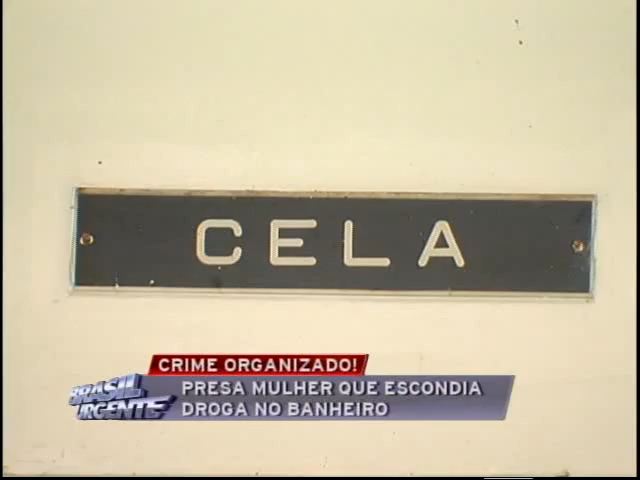 CELA
CRIME ORGANIZADO!
BRASIL
URGENTE
PRESA MULHER QUE ESCONDIA
DROGA NO BANHEIRO